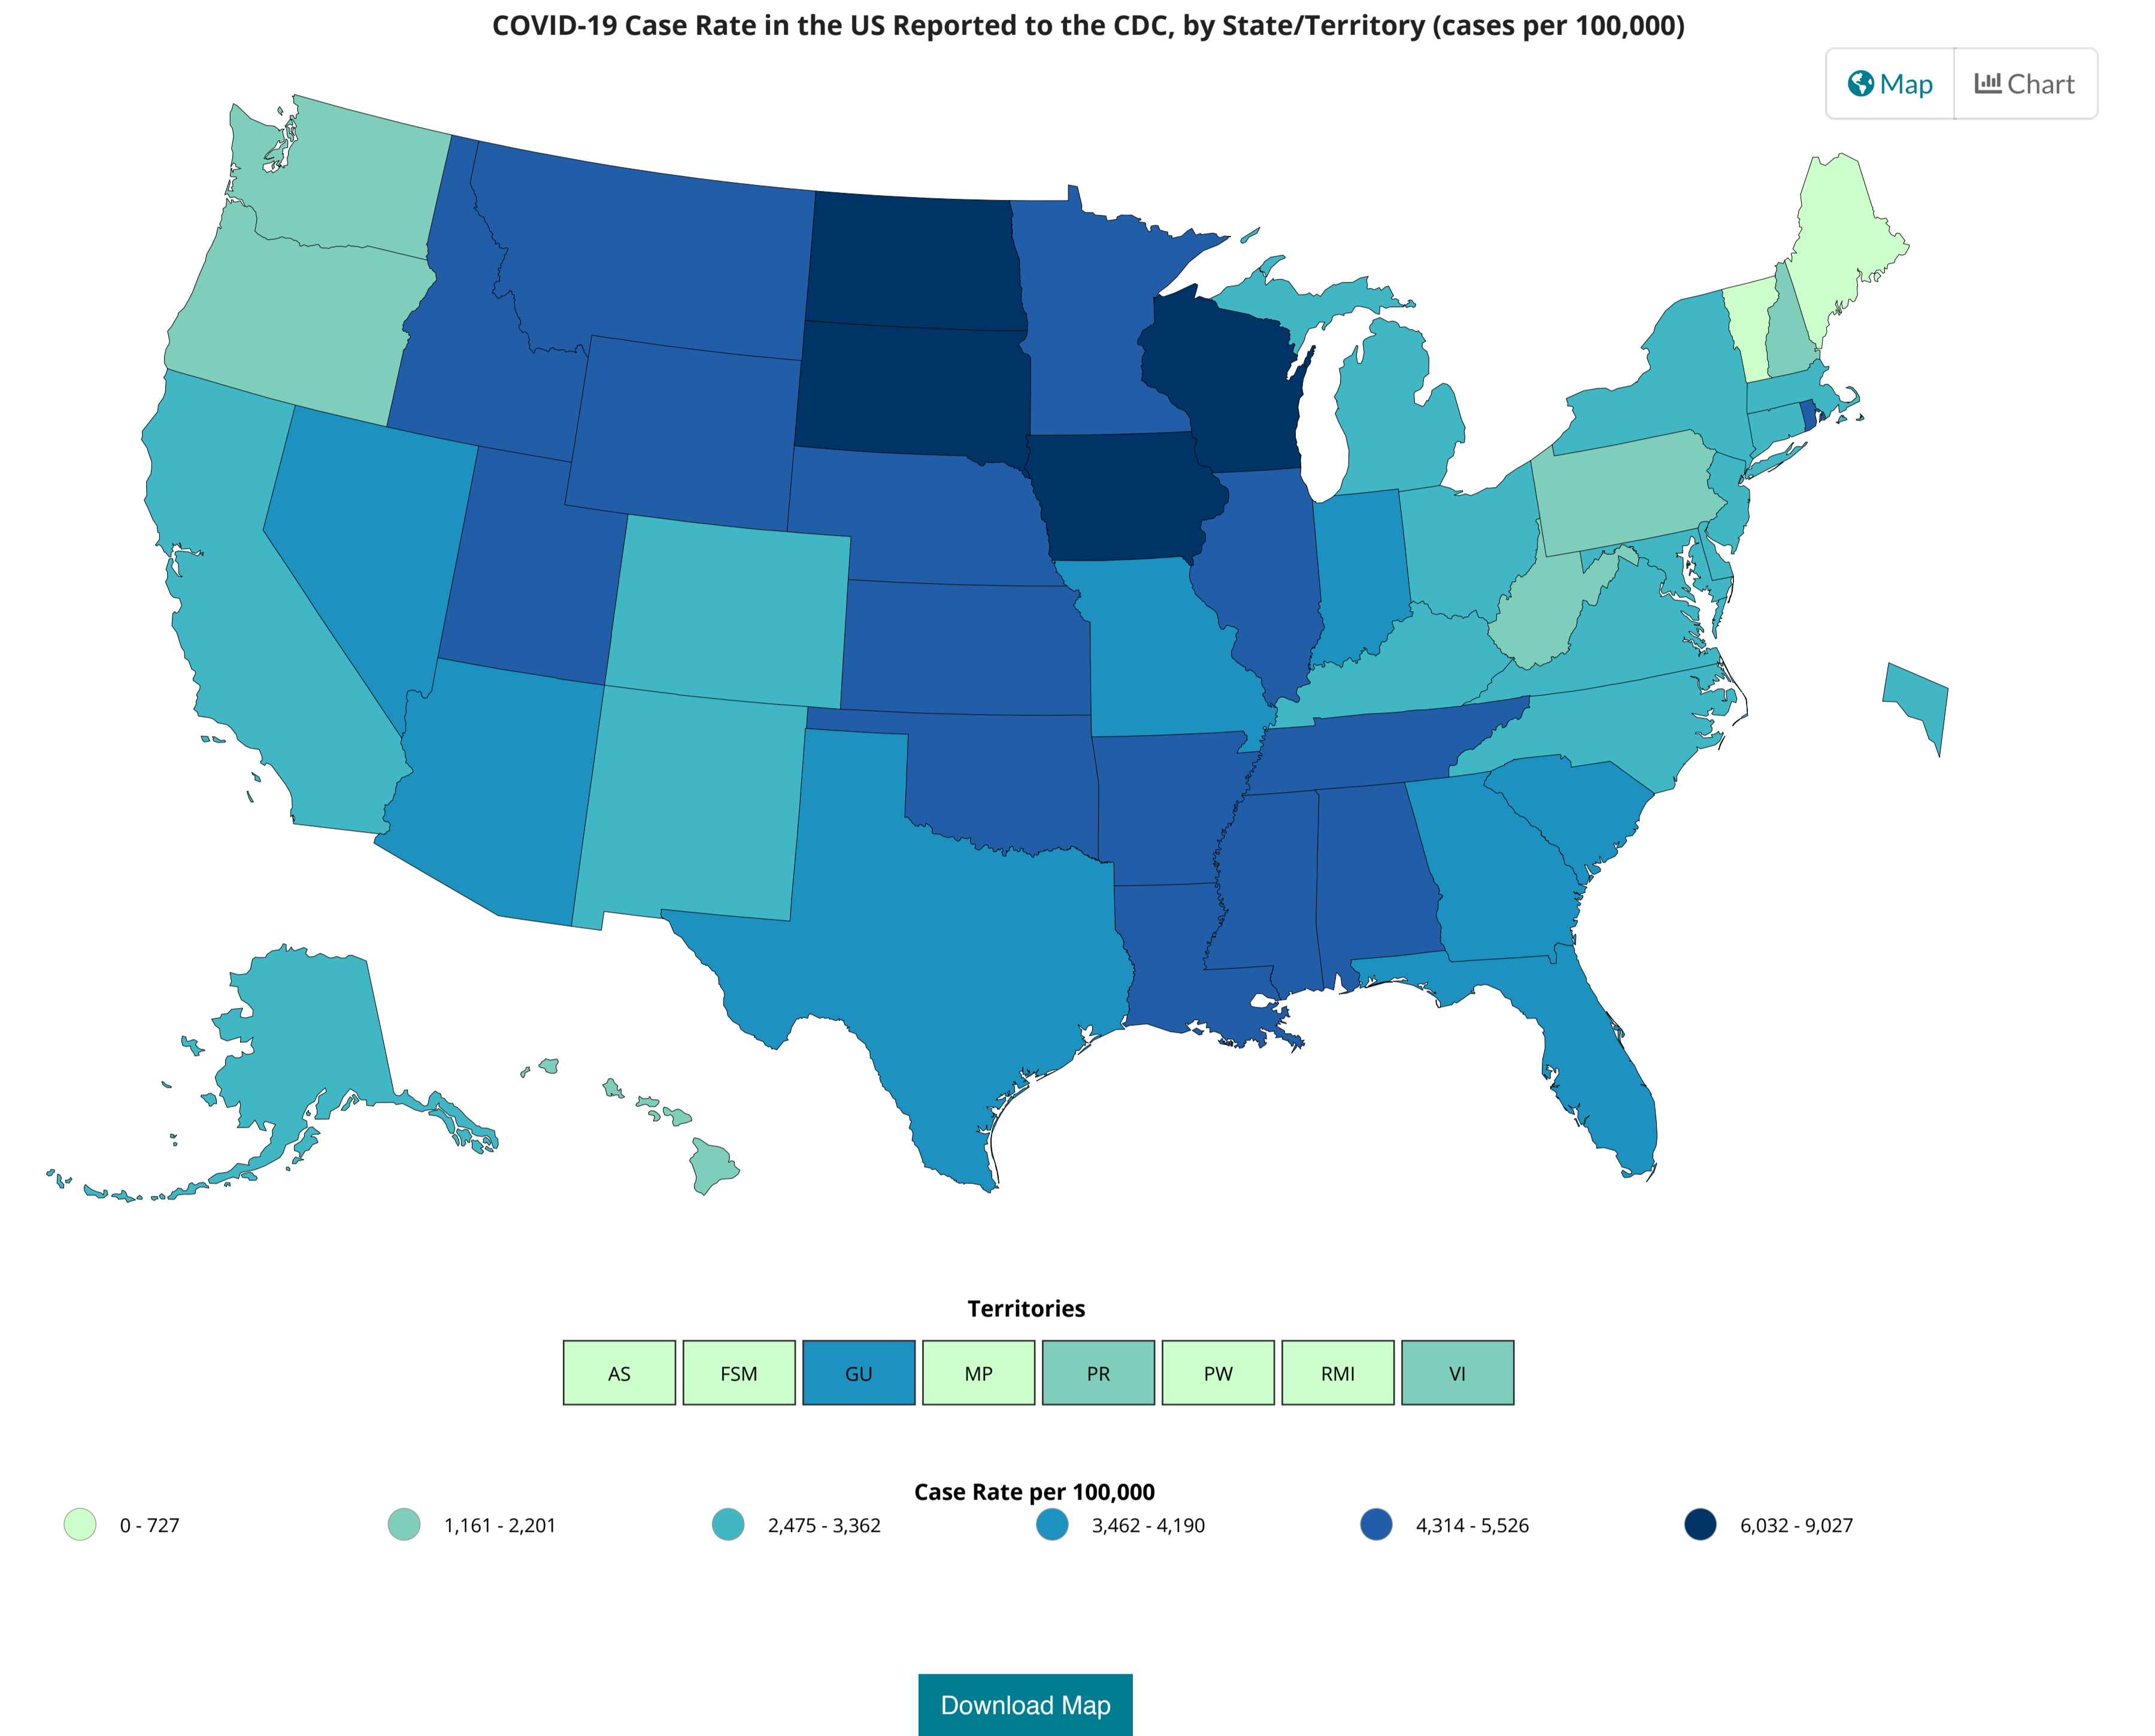 COVID-19 Case Rate in the US Reported to the CDC, by State/Territory (cases per 100,000)
Map Chart
Territories
AS FSM GU MP PR PW RMI VI
Case Rate per 100,000
0 - 727 1,161 - 2,201 2,475 - 3,362 3,462 - 4,190 4,314 - 5,526 6,032 - 9,027
Download Map